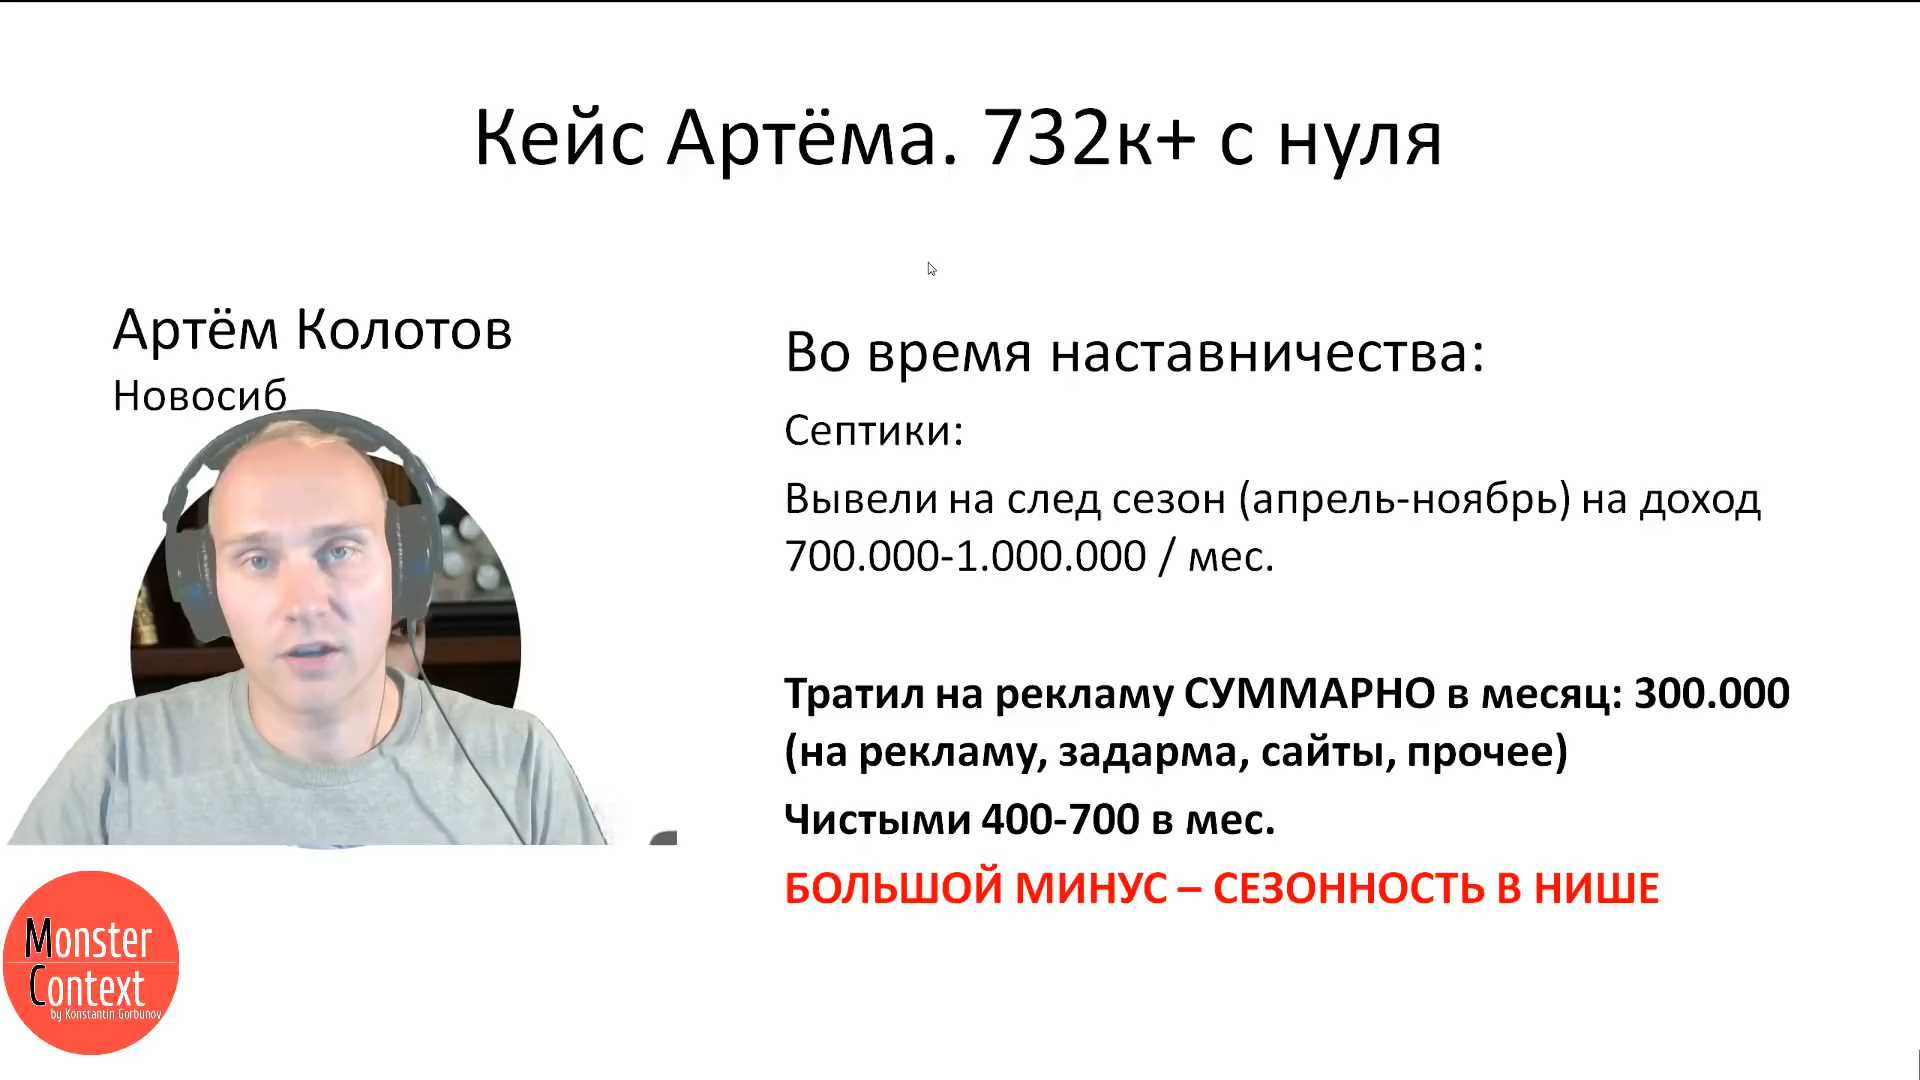 Кейс Артёма. 732к+ с нуля
Артём Колотов
Новосиб
Во время наставничества:
Септики:
Вывели на след сезон (апрель-ноябрь) на доход
700.000-1.000.000 / мес.
Тратил на рекламу СУММАРНО в месяц: 300.000
(на рекламу, задарма, сайты, прочее)
Чистыми 400-700 в мес.
БОЛЬШОЙ МИНУС – СЕЗОННОСТЬ В НИШЕ
Monster
Context
by Konstantin Gorbunov